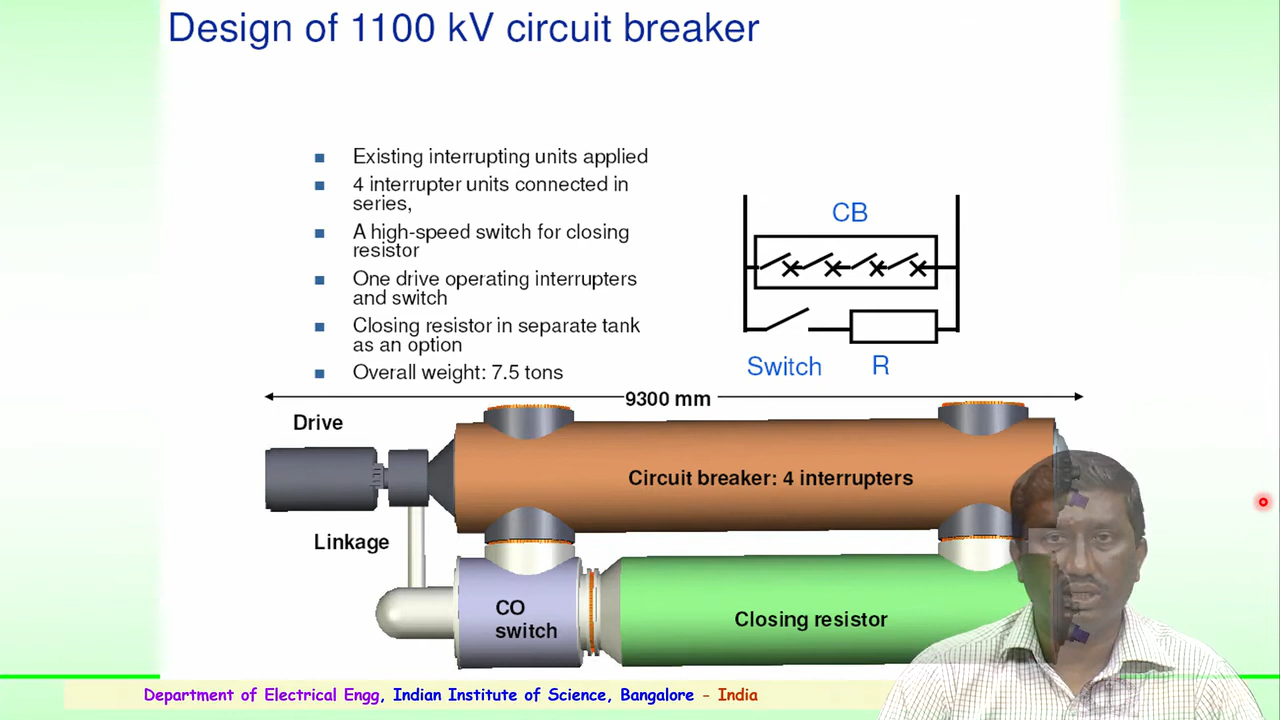 Design of 1100 kV circuit breaker
Existing interrupting units applied
4 interrupter units connected in
series,
A high-speed switch for closing
resistor
One drive operating interrupters
and switch
Closing resistor in separate tank
as an option
Overall weight: 7.5 tons
CB
Switch
R
9300 mm
Drive
Circuit breaker: 4 interrupters
Linkage
CO
switch
Closing resistor
Department of Electrical Engg, Indian Institute of Science, Bangalore - India